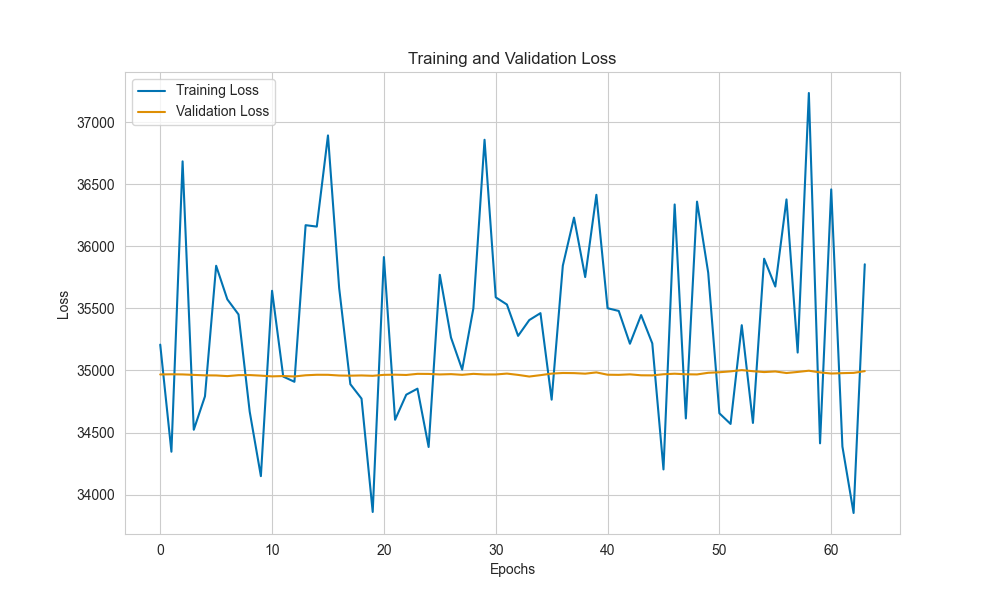 Training and Validation Loss
Training Loss
Validation Loss
37000
36500
36000
35500
35000
34500
34000
Loss
0 10 20 30 40 50 60
Epochs